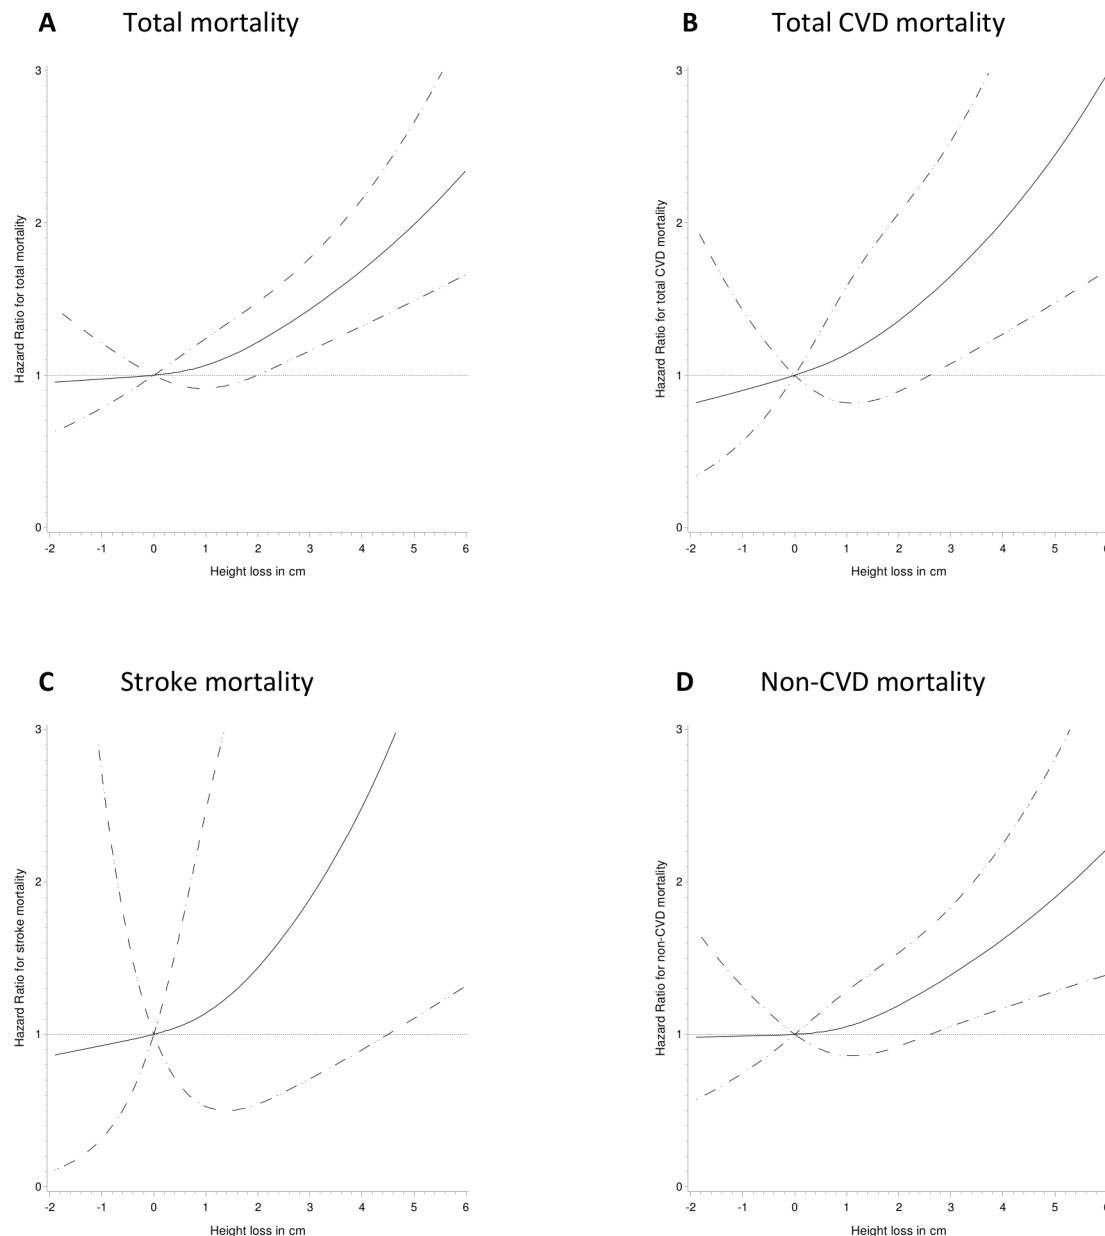 A Total mortality
3
2
1
0
Hazard Ratio for total mortality
-2 -1 0 1 2 3 4 5 6
Height loss in cm
B Total CVD mortality
3
2
1
0
Hazard Ratio for total CVD mortality
-2 -1 0 1 2 3 4 5
Height loss in cm
C Stroke mortality
3
2
1
0
Hazard Ratio for stroke mortality
-2 -1 0 1 2 3 4 5 6
Height loss in cm
D Non-CVD mortality
3
2
1
0
Hazard Ratio for non-CVD mortality
-2 -1 0 1 2 3 4 5
Height loss in cm